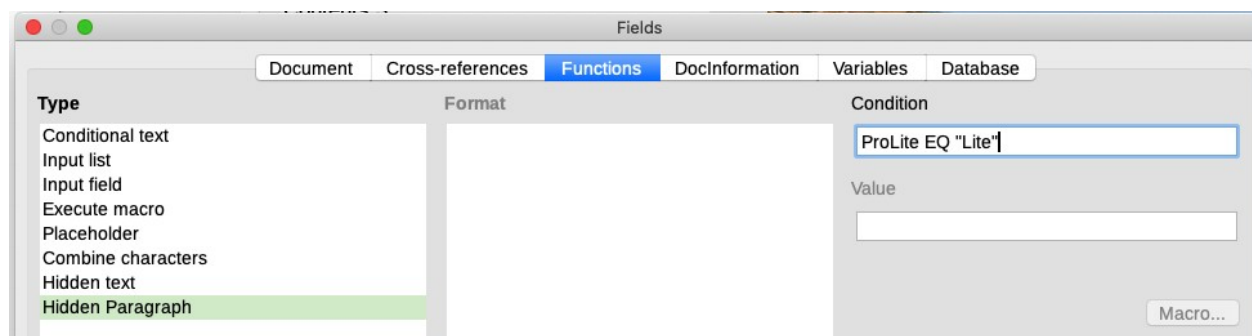 Fields
Document Cross-references Functions DocInformation Variables Database
Type Format Condition
Conditional text
ProLite EQ "Lite"
Input list
Input field
Value
Execute macro
Placeholder
Combine characters
Hidden text
Hidden Paragraph
Macro...